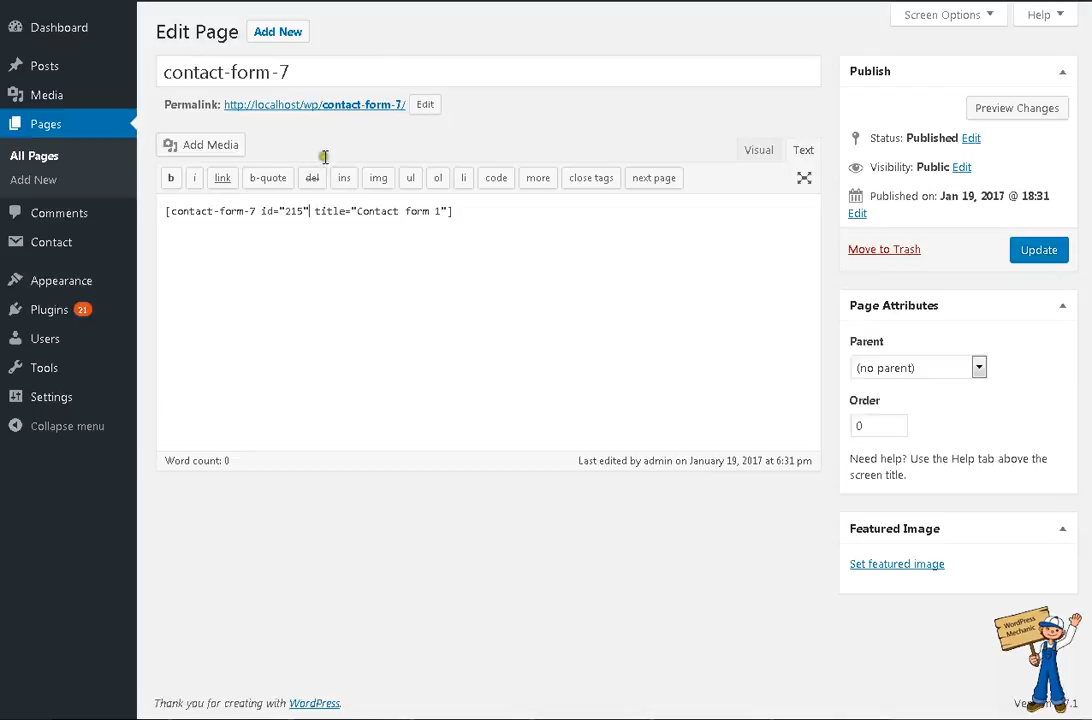 Screen Options
Help
Dashboard
Posts
Media
Pages
All Pages
Add New
Comments
Contact
Appearance
Plugins 21
Users
Tools
Settings
Collapse menu
Edit Page Add New
contact-form-7
Permalink: http://localhost/wp/contact-form-7/ Edit
Add Media
Visual Text
b i link b-quote del ins img ul ol li code more close tags next page
[contact-form-7 id="215" title="Contact form 1"]
Word count: 0
Last edited by admin on January 19, 2017 at 6:31 pm
Publish
Preview Changes
Status: Published Edit
Visibility: Public Edit
Published on: Jan 19, 2017 @ 18:31
Edit
Move to Trash
Update
Page Attributes
Parent
(no parent)
Order
0
Need help? Use the Help tab above the
screen title.
Featured Image
Set featured image
WordPress
Mechanic
Thank you for creating with WordPress.